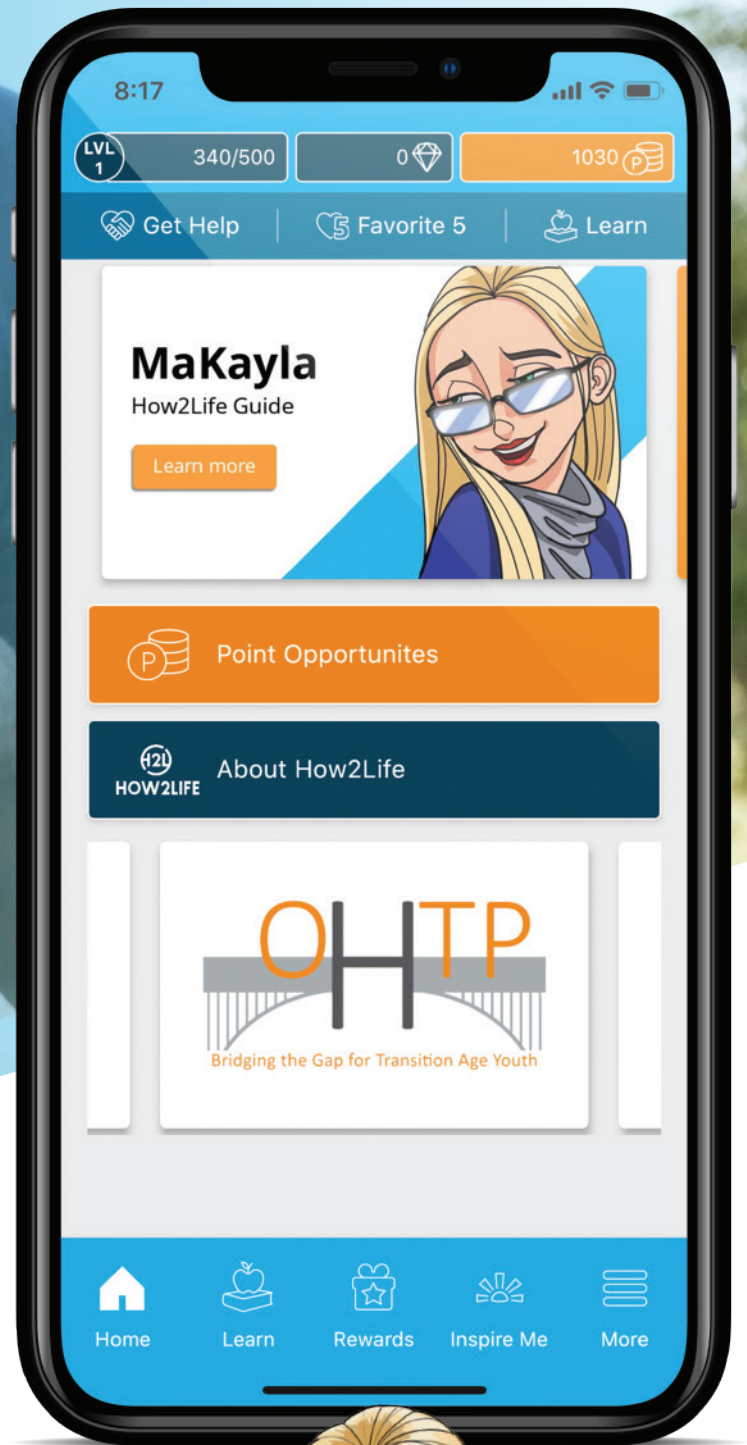 8:17
LVL
1
340/500
0
1030
P
Get Help
5
Favorite 5
Learn
MaKayla
How2Life Guide
Learn more
P
Point Opportunites
H2L
HOW2LIFE
About How2Life
OHTP
Bridging the Gap for Transition Age Youth
Home
Learn
Rewards
Inspire Me
More